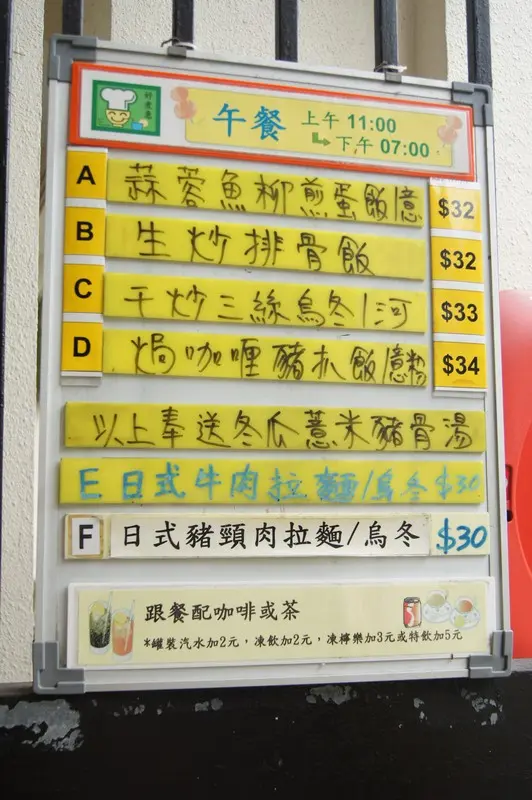 好煮意
午餐 上午 11:00
下午 07:00
A 蒜蓉魚柳煎蛋飯/意 $32
B 生炒排骨飯 $32
C 干炒三絲烏冬/河 $33
D 焗咖喱豬扒飯/意粉 $34
以上奉送冬瓜薏米豬骨湯
E 日式牛肉拉麵/烏冬 $30
F 日式豬頸肉拉麵/烏冬 $30
跟餐配咖啡或茶
*罐裝汽水加2元，凍飲加2元，凍檸樂加3元或特飲加5元